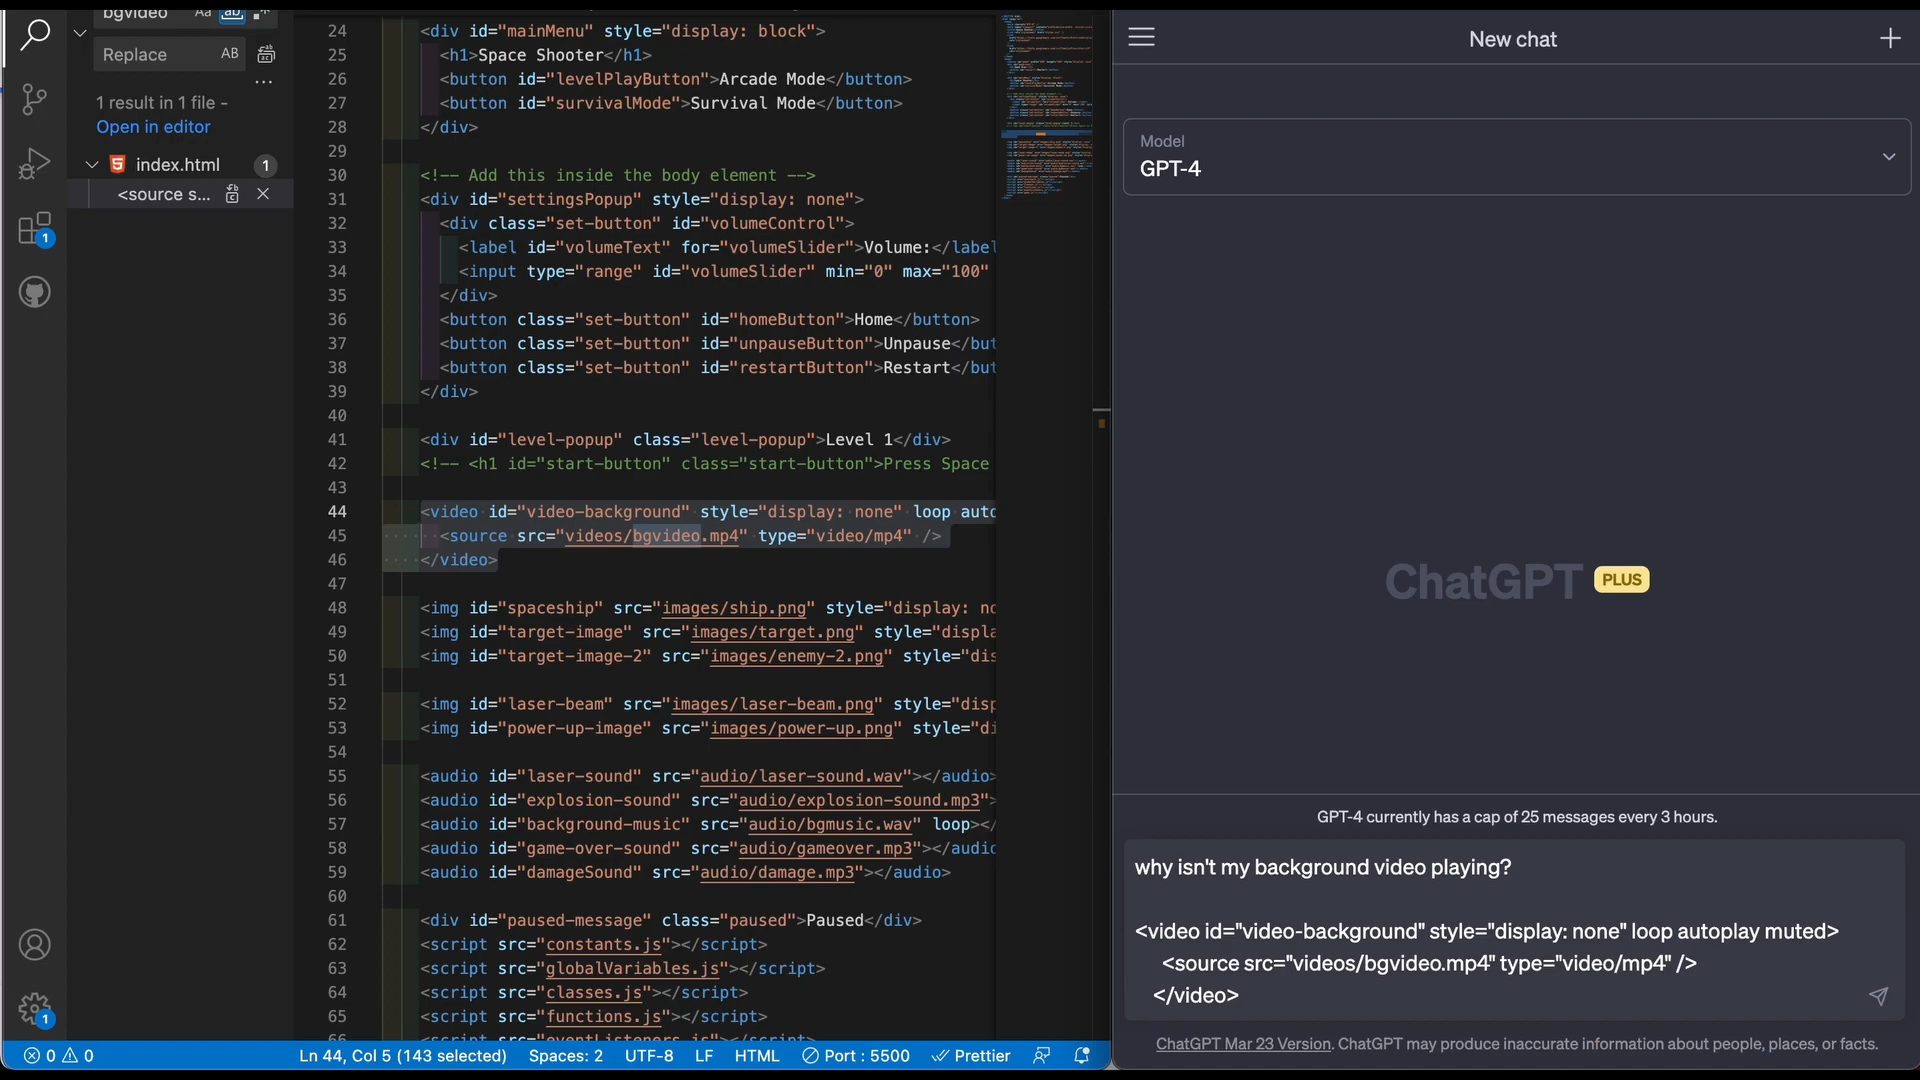 bgvideo Aa ab
Replace AB
1 result in 1 file -
Open in editor
index.html 1
<source s...
1
1
24 <div id="mainMenu" style="display: block">
25 <h1>Space Shooter</h1>
26 <button id="levelPlayButton">Arcade Mode</button>
27 <button id="survivalMode">Survival Mode</button>
28 </div>
29
30 <!-- Add this inside the body element -->
31 <div id="settingsPopup" style="display: none">
32 <div class="set-button" id="volumeControl">
33 <label id="volumeText" for="volumeSlider">Volume:</label
34 <input type="range" id="volumeSlider" min="0" max="100"
35 </div>
36 <button class="set-button" id="homeButton">Home</button>
37 <button class="set-button" id="unpauseButton">Unpause</but
38 <button class="set-button" id="restartButton">Restart</but
39 </div>
40
41 <div id="level-popup" class="level-popup">Level 1</div>
42 <!-- <h1 id="start-button" class="start-button">Press Space
43
44 <video id="video-background" style="display: none" loop auto
45 <source src="videos/bgvideo.mp4" type="video/mp4" />
46 </video>
47
48 <img id="spaceship" src="images/ship.png" style="display: no
49 <img id="target-image" src="images/target.png" style="displa
50 <img id="target-image-2" src="images/enemy-2.png" style="dis
51
52 <img id="laser-beam" src="images/laser-beam.png" style="disp
53 <img id="power-up-image" src="images/power-up.png" style="di
54
55 <audio id="laser-sound" src="audio/laser-sound.wav"></audio>
56 <audio id="explosion-sound" src="audio/explosion-sound.mp3">
57 <audio id="background-music" src="audio/bgmusic.wav" loop></
58 <audio id="game-over-sound" src="audio/gameover.mp3"></audio
59 <audio id="damageSound" src="audio/damage.mp3"></audio>
60
61 <div id="paused-message" class="paused">Paused</div>
62 <script src="constants.js"></script>
63 <script src="globalVariables.js"></script>
64 <script src="classes.js"></script>
65 <script src="functions.js"></script>
66 <script src="eventListeners.js"></script>
0 0 Ln 44, Col 5 (143 selected) Spaces: 2 UTF-8 LF HTML Port : 5500 Prettier
New chat
Model
GPT-4
ChatGPT PLUS
GPT-4 currently has a cap of 25 messages every 3 hours.
why isn't my background video playing?
<video id="video-background" style="display: none" loop autoplay muted>
<source src="videos/bgvideo.mp4" type="video/mp4" />
</video>
ChatGPT Mar 23 Version. ChatGPT may produce inaccurate information about people, places, or facts.